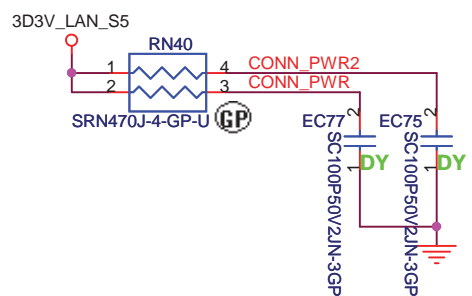 3D3V_LAN_S5
RN40
1 4 CONN_PWR2
2 3 CONN_PWR
SRN470J-4-GP-U GP
EC77 2 EC75 2
1 DY 1 DY
SC100P50V2JN-3GP
SC100P50V2JN-3GP